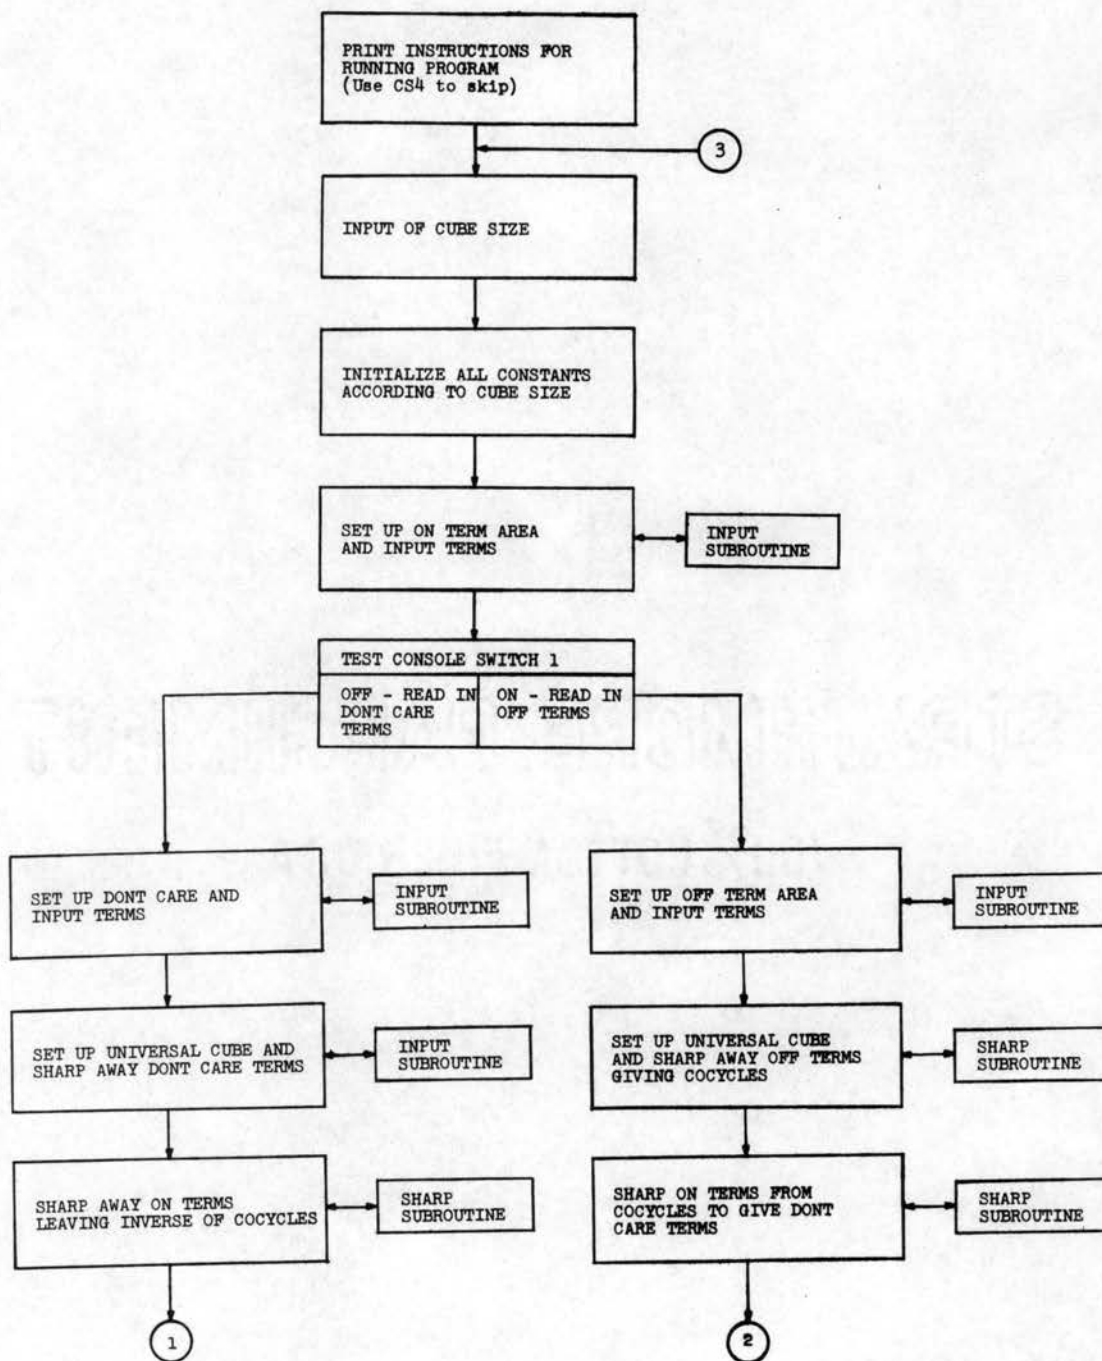 PRINT INSTRUCTIONS FOR
RUNNING PROGRAM
(Use CS4 to skip)
3
INPUT OF CUBE SIZE
INITIALIZE ALL CONSTANTS
ACCORDING TO CUBE SIZE
SET UP ON TERM AREA
AND INPUT TERMS
INPUT
SUBROUTINE
TEST CONSOLE SWITCH 1
OFF - READ IN
DONT CARE
TERMS
ON - READ IN
OFF TERMS
SET UP DONT CARE AND
INPUT TERMS
INPUT
SUBROUTINE
SET UP OFF TERM AREA
AND INPUT TERMS
INPUT
SUBROUTINE
SET UP UNIVERSAL CUBE AND
SHARP AWAY DONT CARE TERMS
INPUT
SUBROUTINE
SET UP UNIVERSAL CUBE
AND SHARP AWAY OFF TERMS
GIVING COCYCLES
SHARP
SUBROUTINE
SHARP AWAY ON TERMS
LEAVING INVERSE OF COCYCLES
SHARP
SUBROUTINE
SHARP ON TERMS FROM
COCYCLES TO GIVE DONT
CARE TERMS
SHARP
SUBROUTINE
1
2